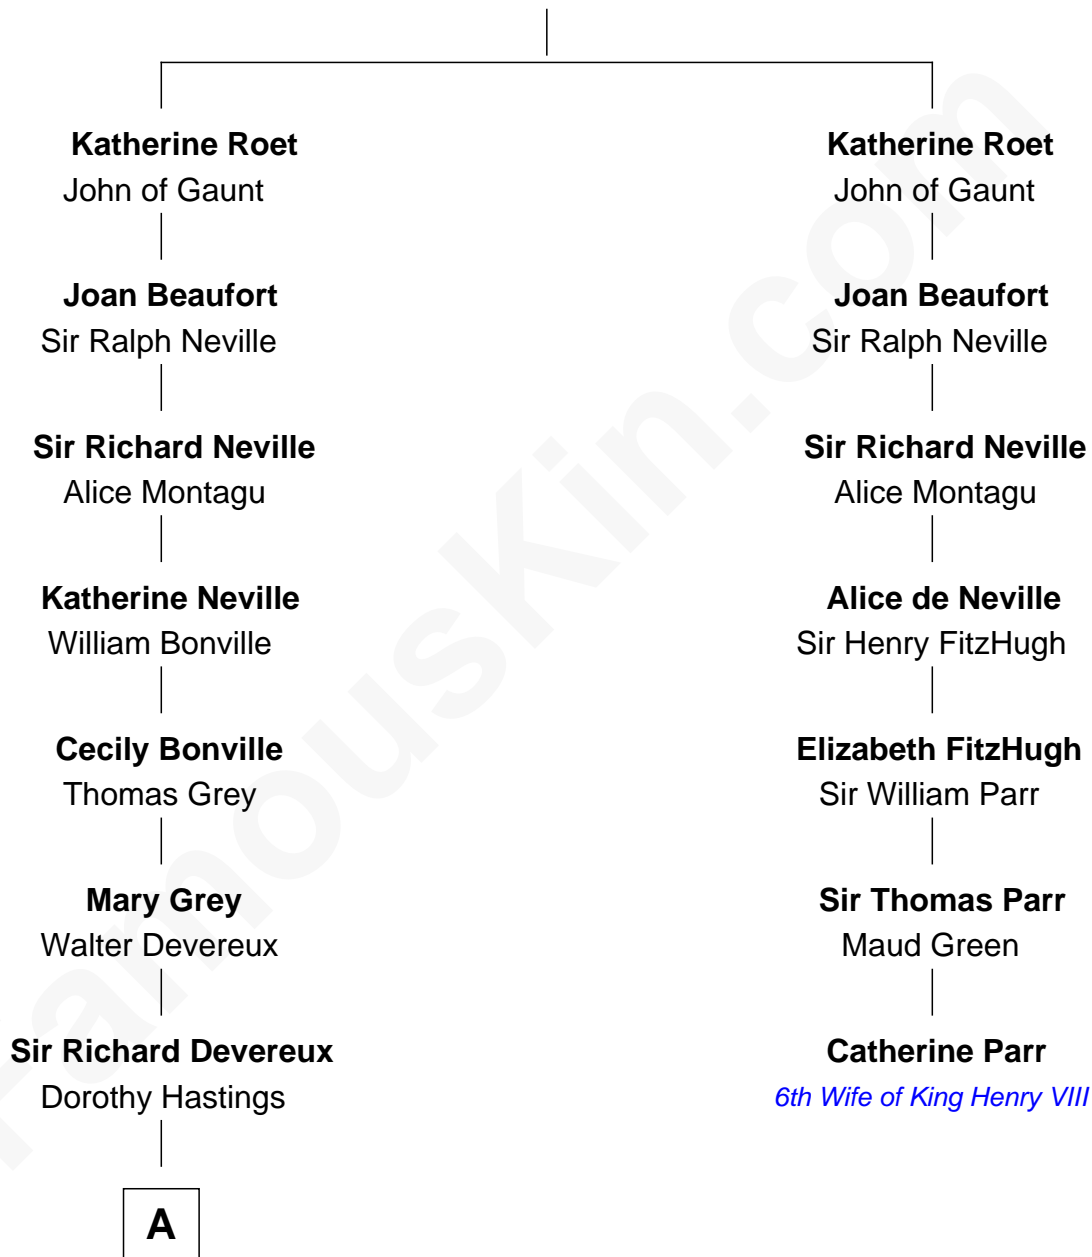 Katherine Roet
John of Gaunt
Joan Beaufort
Sir Ralph Neville
Sir Richard Neville
Alice Montagu
Katherine Neville
William Bonville
Cecily Bonville
Thomas Grey
Mary Grey
Walter Devereux
Sir Richard Devereux
Dorothy Hastings
A
Katherine Roet
John of Gaunt
Joan Beaufort
Sir Ralph Neville
Sir Richard Neville
Alice Montagu
Alice de Neville
Sir Henry FitzHugh
Elizabeth FitzHugh
Sir William Parr
Sir Thomas Parr
Maud Green
Catherine Parr
6th Wife of King Henry VIII
FamousKin.com